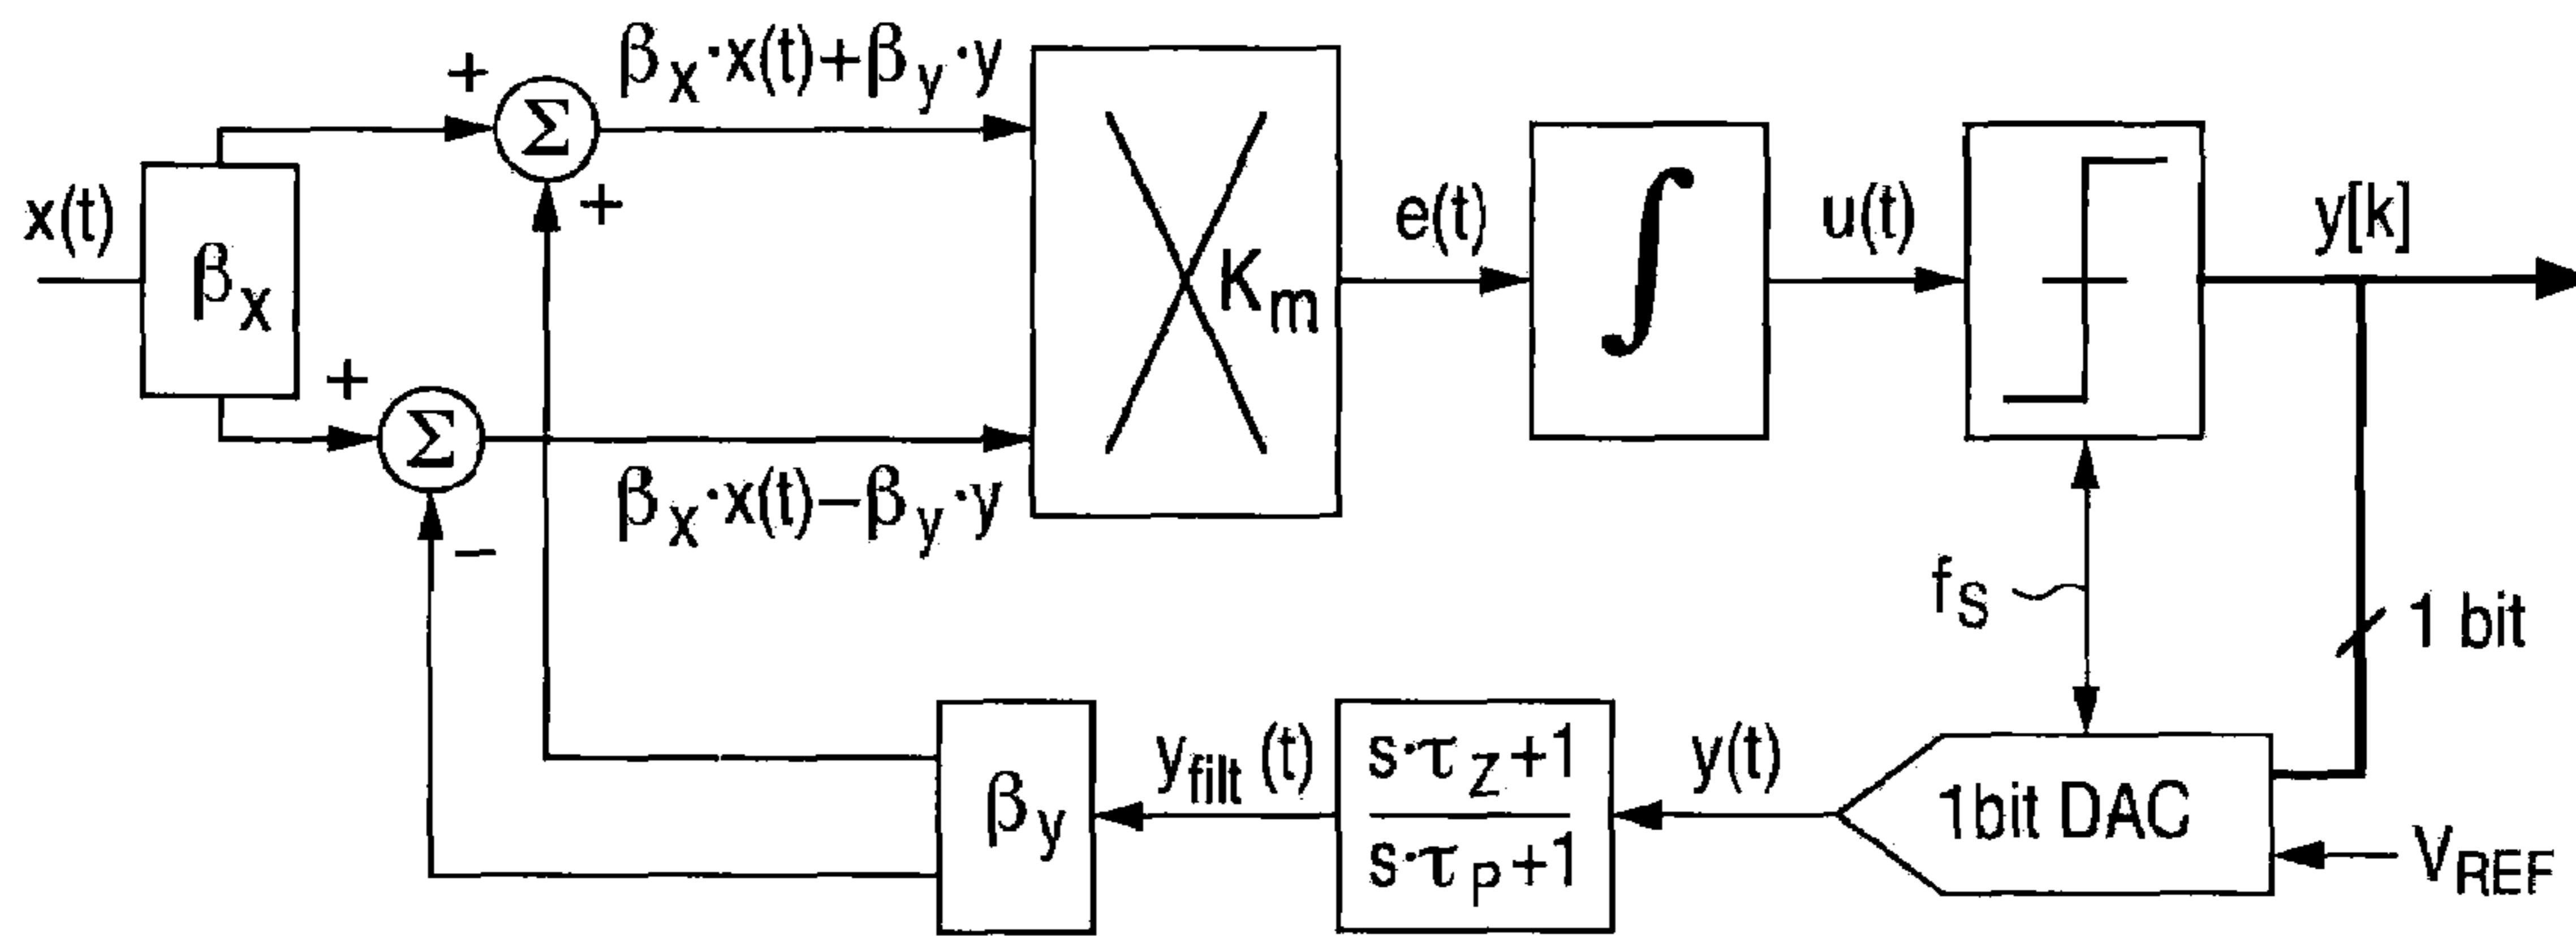 x(t)
βx
+
Σ
+
βx·x(t)+βy·y
+
Σ
−
βx·x(t)−βy·y
Km
e(t)
∫
u(t)
y[k]
fS
1 bit
βy
yfilt (t)
s·τZ+1
s·τP+1
y(t)
1bit DAC
VREF